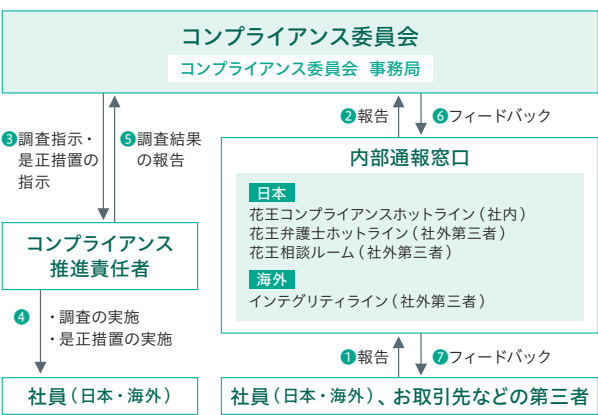 コンプライアンス委員会
コンプライアンス委員会 事務局
❸調査指示・
是正措置の
指示
❺調査結果
の報告
❷報告
❻フィードバック
コンプライアンス
推進責任者
❹
・調査の実施
・是正措置の実施
社員(日本・海外)
内部通報窓口
日本
花王コンプライアンスホットライン(社内)
花王弁護士ホットライン(社外第三者)
花王相談ルーム(社外第三者)
海外
インテグリティライン(社外第三者)
❶報告
❼フィードバック
社員(日本・海外)、お取引先などの第三者